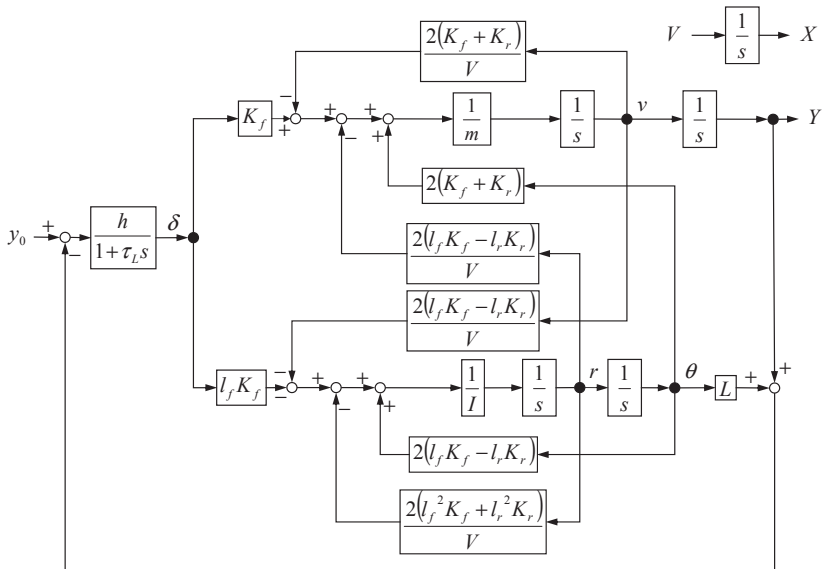 2(K_f + K_r) / V
V 1/s X
K_f − + + − + + + 1/m 1/s v 1/s Y
2(K_f + K_r)
y_0 + − h / (1 + τ_L s) δ
2(l_f K_f − l_r K_r) / V
2(l_f K_f − l_r K_r) / V
l_f K_f − − + − + + 1/I 1/s r 1/s θ L + +
2(l_f K_f − l_r K_r)
2(l_f^2 K_f + l_r^2 K_r) / V